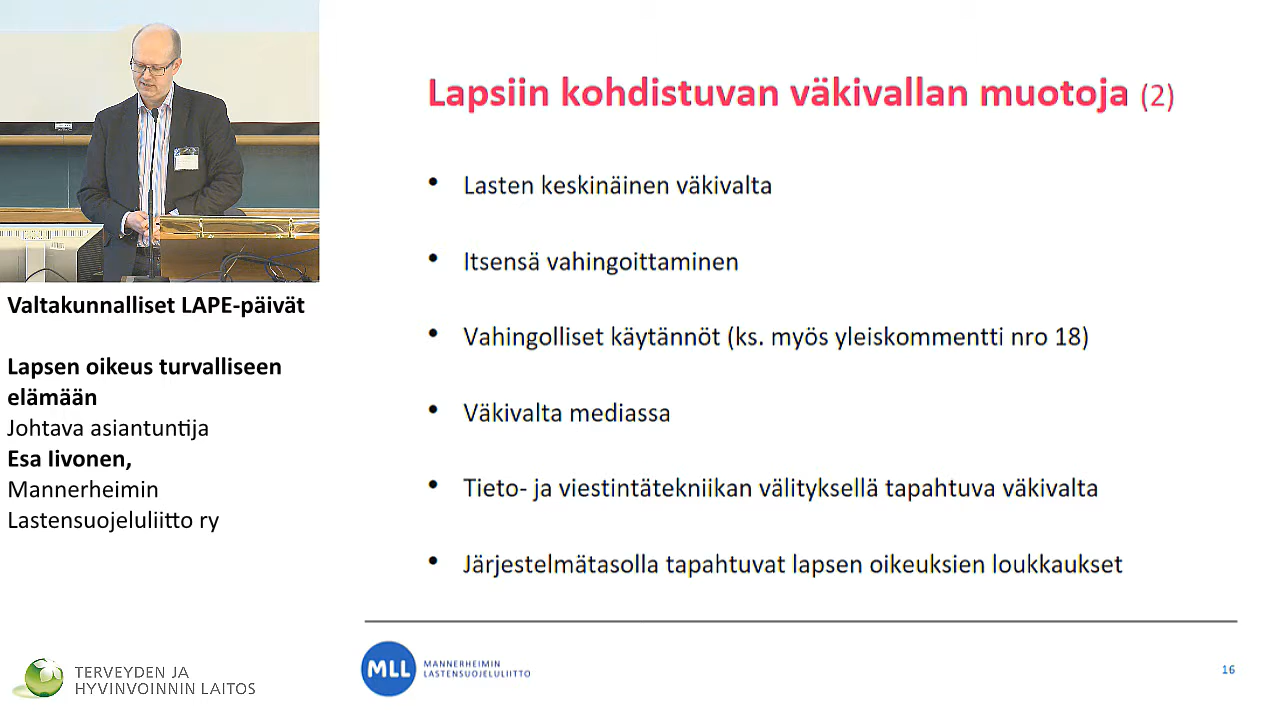 Valtakunnalliset LAPE-päivät
Lapsen oikeus turvalliseen
elämään
Johtava asiantuntija
Esa Iivonen,
Mannerheimin
Lastensuojeluliitto ry
TERVEYDEN JA
HYVINVOINNIN LAITOS
Lapsiin kohdistuvan väkivallan muotoja (2)
• Lasten keskinäinen väkivalta
• Itsensä vahingoittaminen
• Vahingolliset käytännöt (ks. myös yleiskommentti nro 18)
• Väkivalta mediassa
• Tieto- ja viestintätekniikan välityksellä tapahtuva väkivalta
• Järjestelmätasolla tapahtuvat lapsen oikeuksien loukkaukset
MLL
MANNERHEIMIN
LASTENSUOJELULIITTO
16